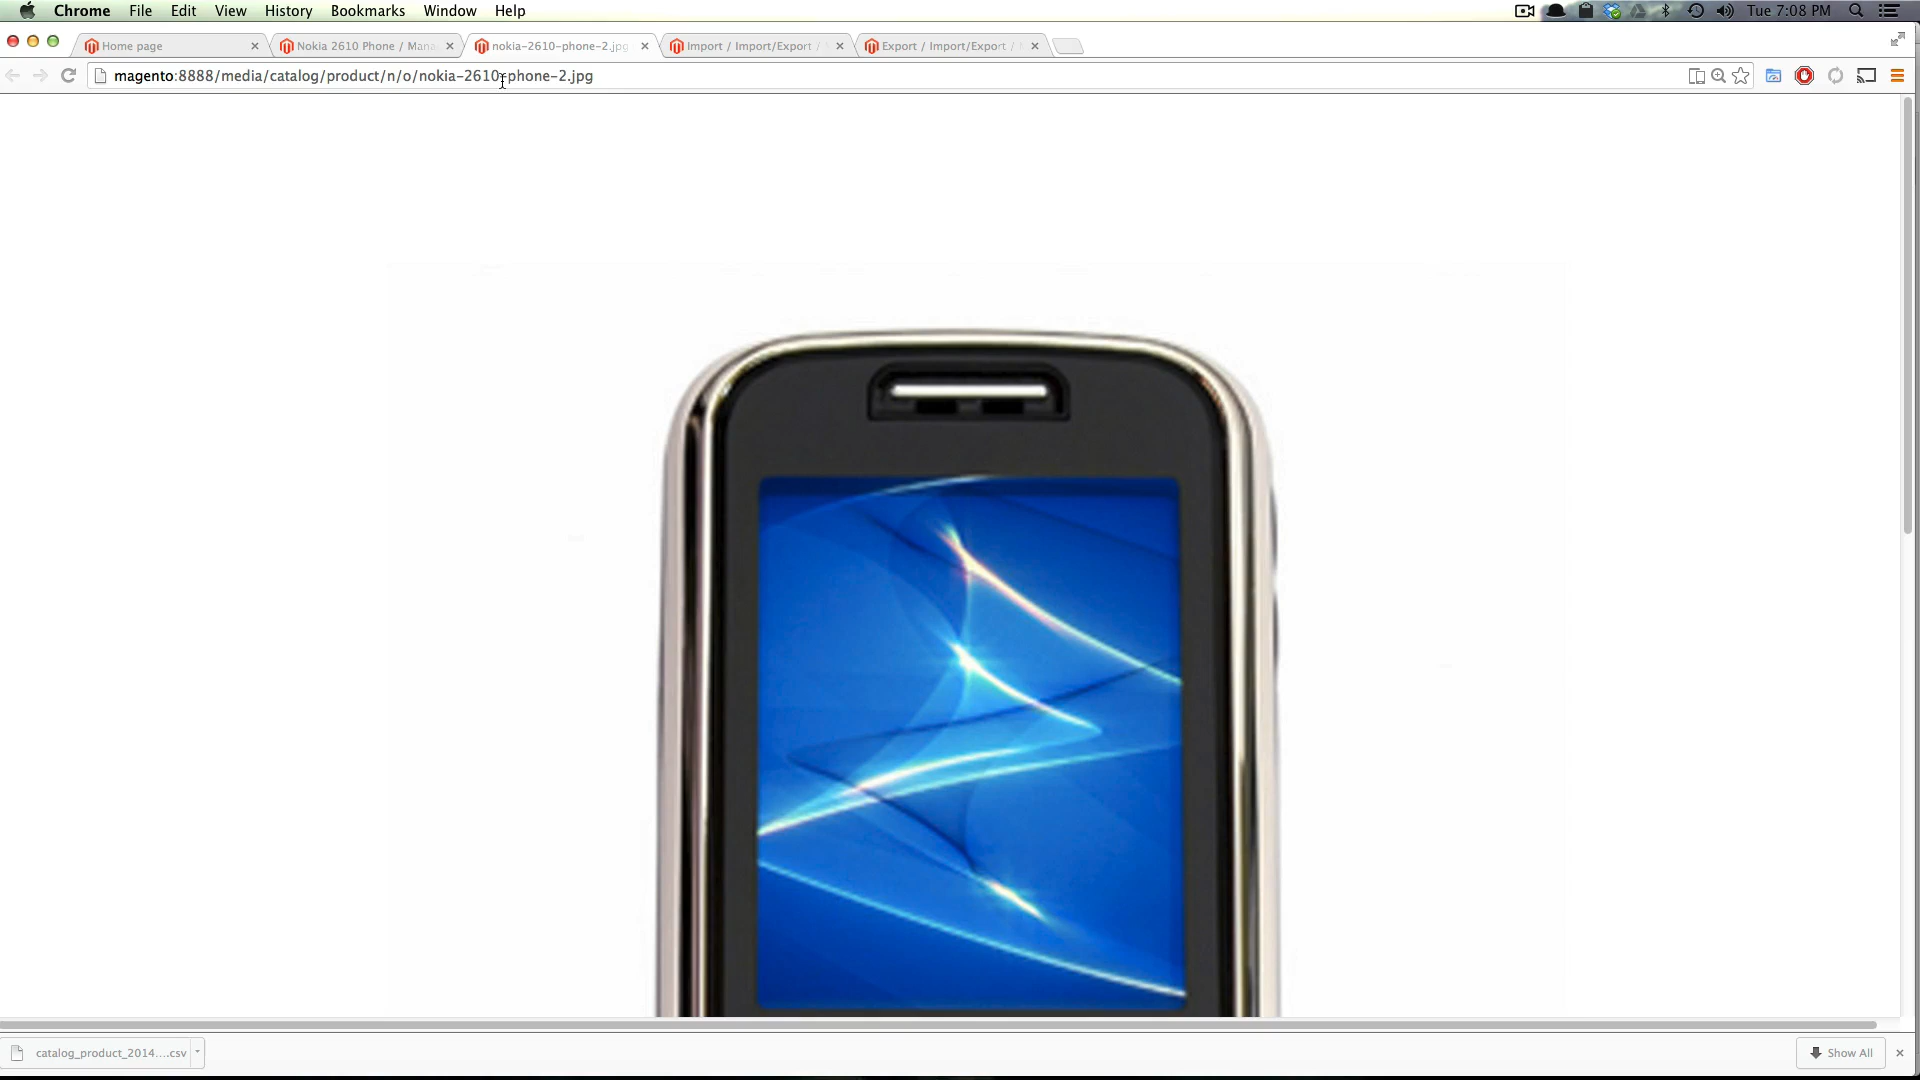 Chrome File Edit View History Bookmarks Window Help Tue 7:08 PM
Home page Nokia 2610 Phone / Mana nokia-2610-phone-2.jpg Import / Import/Export / Export / Import/Export /
magento:8888/media/catalog/product/n/o/nokia-2610-phone-2.jpg
catalog_product_2014....csv Show All